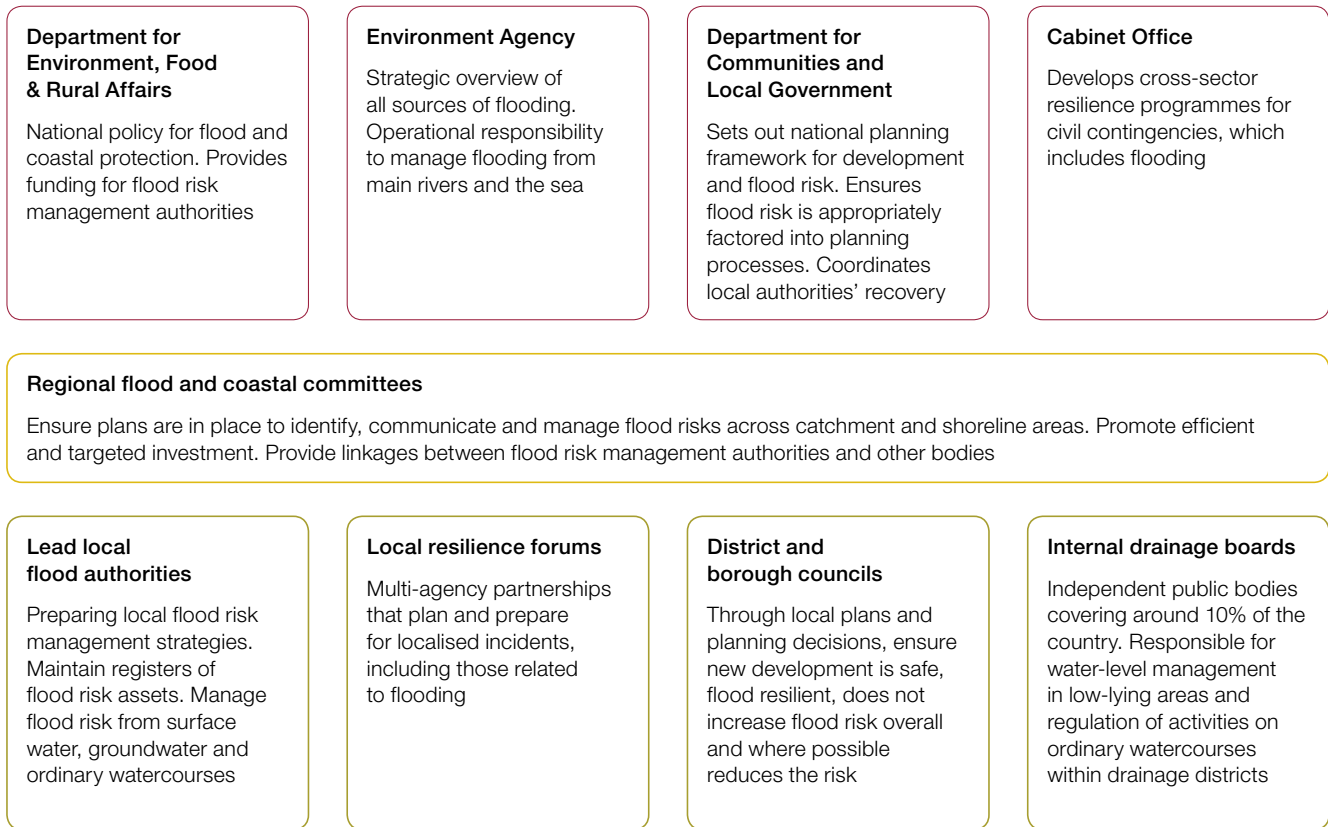 Department for
Environment, Food
& Rural Affairs
National policy for flood and
coastal protection. Provides
funding for flood risk
management authorities
Environment Agency
Strategic overview of
all sources of flooding.
Operational responsibility
to manage flooding from
main rivers and the sea
Department for
Communities and
Local Government
Sets out national planning
framework for development
and flood risk. Ensures
flood risk is appropriately
factored into planning
processes. Coordinates
local authorities’ recovery
Cabinet Office
Develops cross-sector
resilience programmes for
civil contingencies, which
includes flooding
Regional flood and coastal committees
Ensure plans are in place to identify, communicate and manage flood risks across catchment and shoreline areas. Promote efficient
and targeted investment. Provide linkages between flood risk management authorities and other bodies
Lead local
flood authorities
Preparing local flood risk
management strategies.
Maintain registers of
flood risk assets. Manage
flood risk from surface
water, groundwater and
ordinary watercourses
Local resilience forums
Multi-agency partnerships
that plan and prepare
for localised incidents,
including those related
to flooding
District and
borough councils
Through local plans and
planning decisions, ensure
new development is safe,
flood resilient, does not
increase flood risk overall
and where possible
reduces the risk
Internal drainage boards
Independent public bodies
covering around 10% of the
country. Responsible for
water-level management
in low-lying areas and
regulation of activities on
ordinary watercourses
within drainage districts